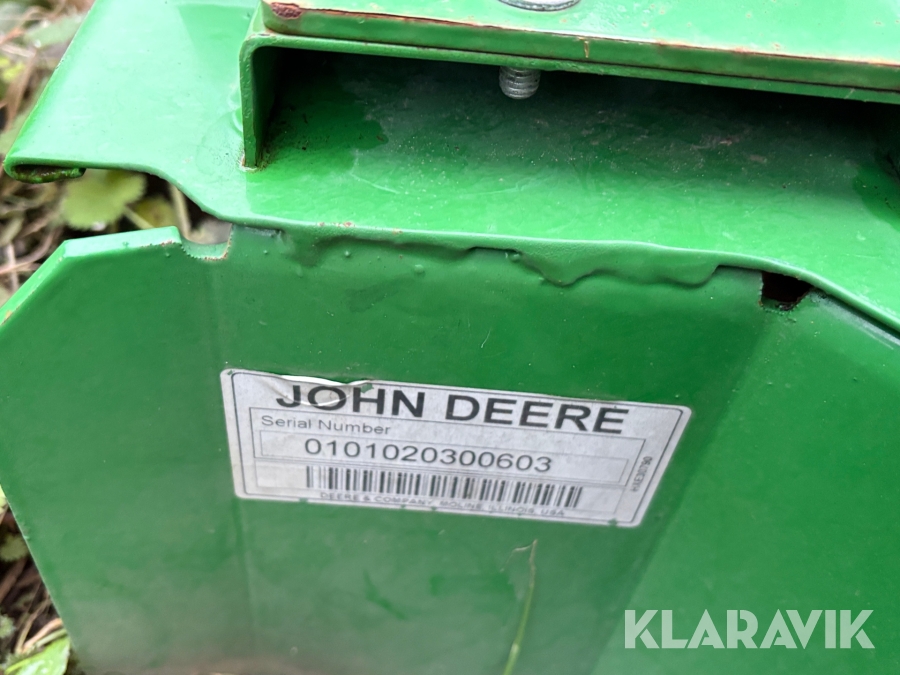 JOHN DEERE
Serial Number
0101020300603
DEERE & COMPANY, MOLINE ILLINOIS, USA
KLARAVIK